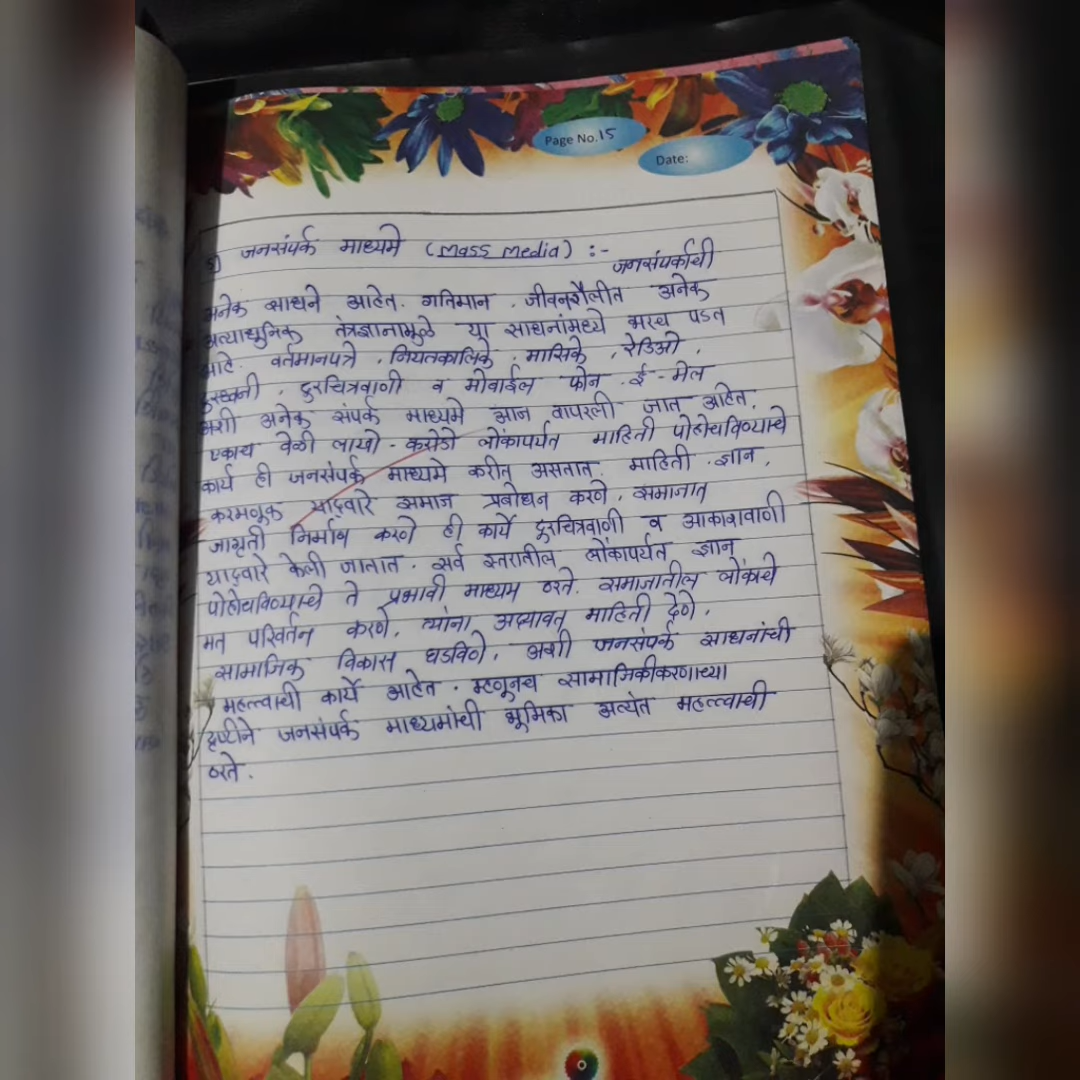 Page No. 15
Date:
५) जनसंपर्क माध्यमे (Mass Media) :-
जनसंपर्काची
अनेक साधने आहेत. गतिमान . जीवनशैलीत अनेक
अत्याधुनिक तंत्रज्ञानामुळे या साधनांमध्ये भरच पडत
आहे. वर्तमानपत्रे , नियतकालिके , मासिके , रेडिओ ,
दुरध्वनी , दुरचित्रवाणी व मोबाईल फोन . ई - मेल
अशी अनेक संपर्क माध्यमे आज वापरली जात आहेत.
एकाच वेळी लाखो - करोडो लोकांपर्यत माहिती पोहोचविण्याचे
कार्य ही जनसंपर्क माध्यमे करीत असतात. माहिती , ज्ञान ,
करमणूक याद्वारे समाज प्रबोधन करणे , समाजात
जागृती निर्माण करणे ही कार्ये दुरचित्रवाणी व आकाशवाणी
याद्वारे केली जातात . सर्व स्तरातील लोकांपर्यत ज्ञान
पोहोचविण्याचे ते प्रभावी माध्यम ठरते. समाजातील लोकांचे
मत परिवर्तन करणे, त्यांना अद्यावत माहिती देणे ,
सामाजिक विकास घडविणे , अशी जनसंपर्क साधनांची
महत्त्वाची कार्ये आहेत . म्हणूनच सामाजिकीकरणाच्या
दृष्टीने जनसंपर्क माध्यमांची भूमिका अत्यंत महत्त्वाची
ठरते .